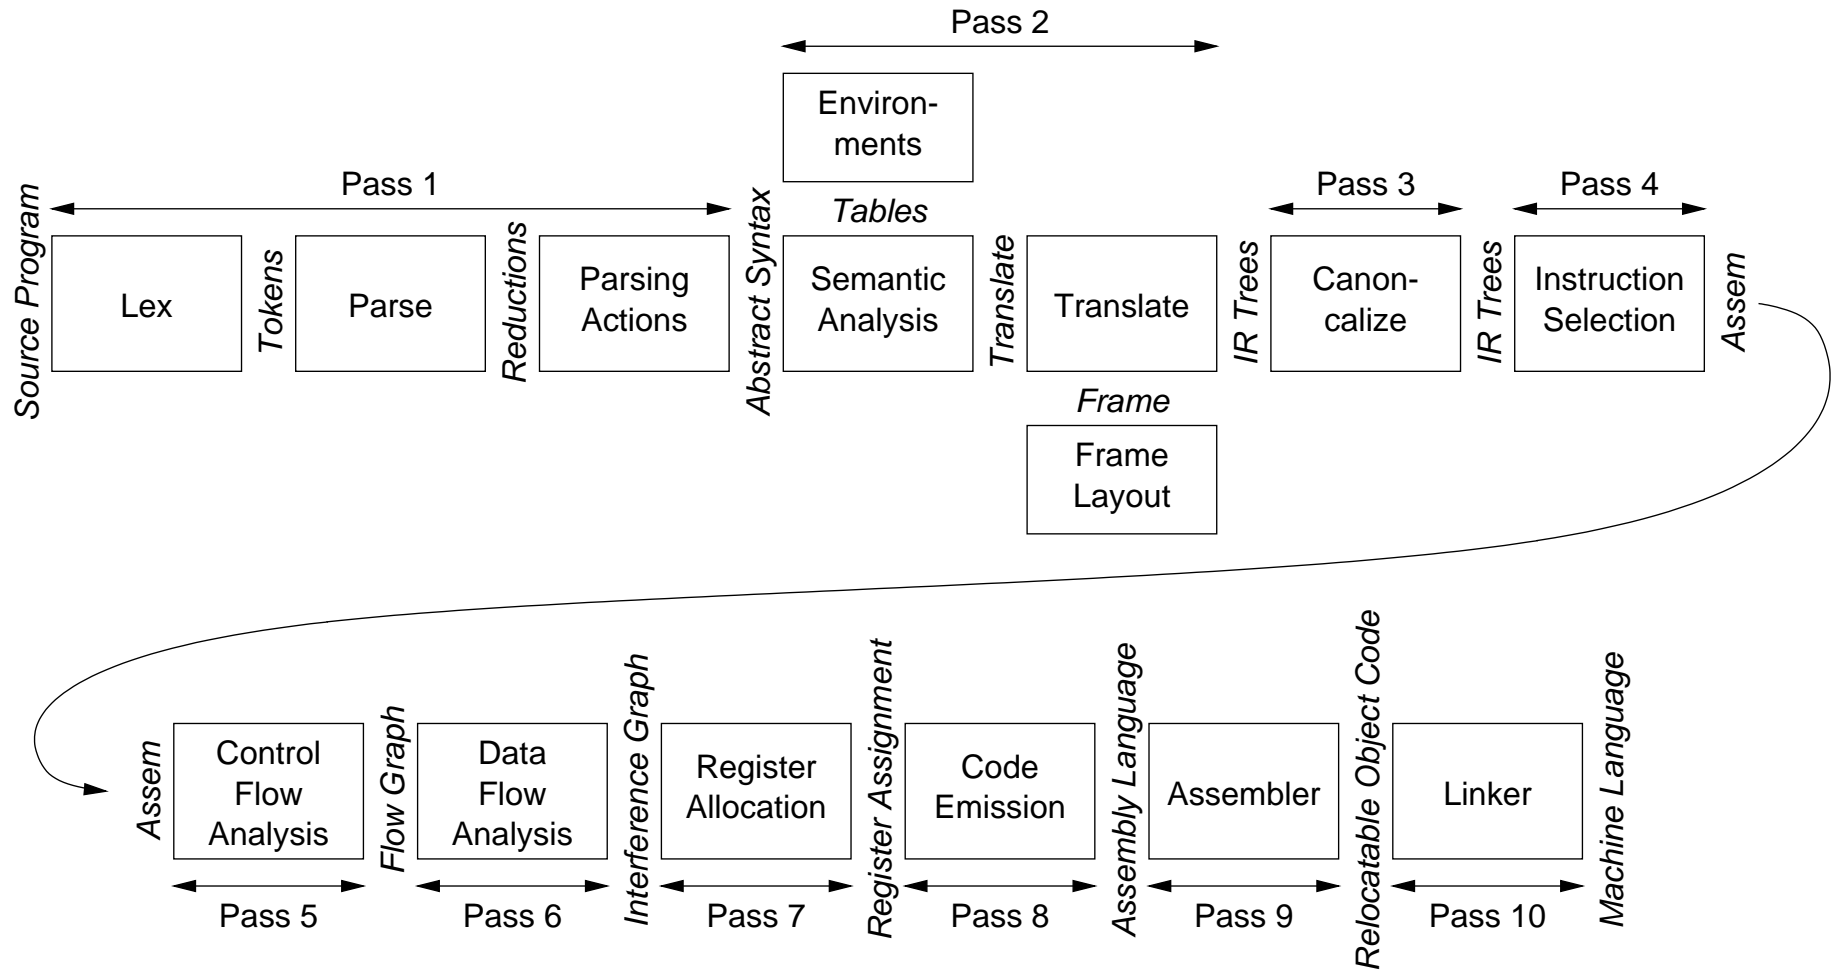 Pass 2
Environ-
ments
Pass 1
Pass 3
Pass 4
Tables
Source Program
Lex
Tokens
Parse
Reductions
Parsing
Actions
Abstract Syntax
Semantic
Analysis
Translate
Translate
IR Trees
Canon-
calize
IR Trees
Instruction
Selection
Assem
Frame
Frame
Layout
Assem
Control
Flow
Analysis
Flow Graph
Data
Flow
Analysis
Interference Graph
Register
Allocation
Register Assignment
Code
Emission
Assembly Language
Assembler
Relocatable Object Code
Linker
Machine Language
Pass 5
Pass 6
Pass 7
Pass 8
Pass 9
Pass 10